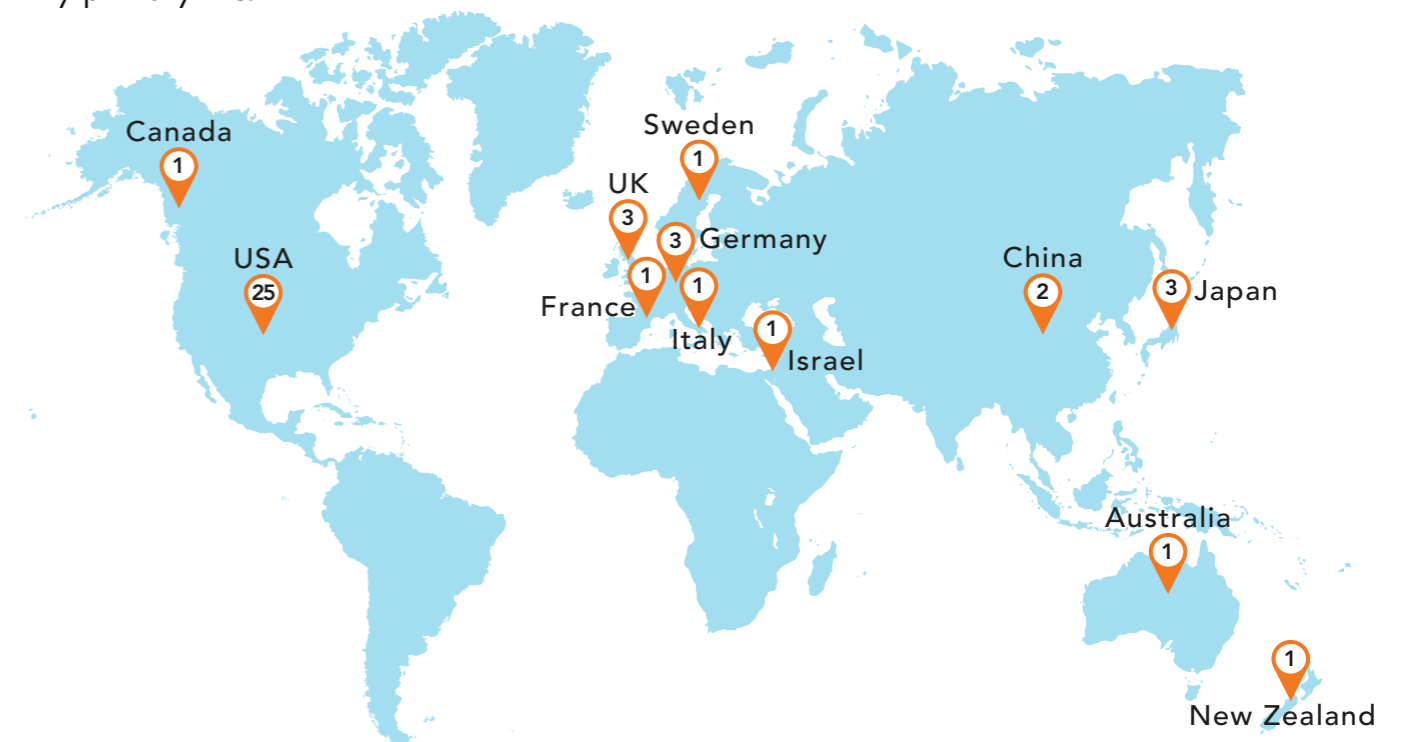 Canada
1
USA
25
Sweden
1
UK
3
3
Germany
1
France
1
Italy
1
Israel
China
2
3
Japan
Australia
1
1
New Zealand